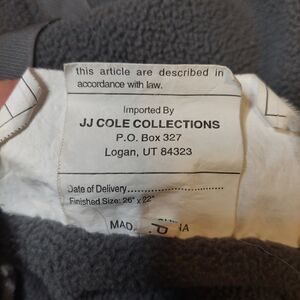 this article are described in
accordance with law.
Imported By
JJ COLE COLLECTIONS
P.O. Box 327
Logan, UT 84323
Date of Delivery..................
Finished Size: 26" x 22"